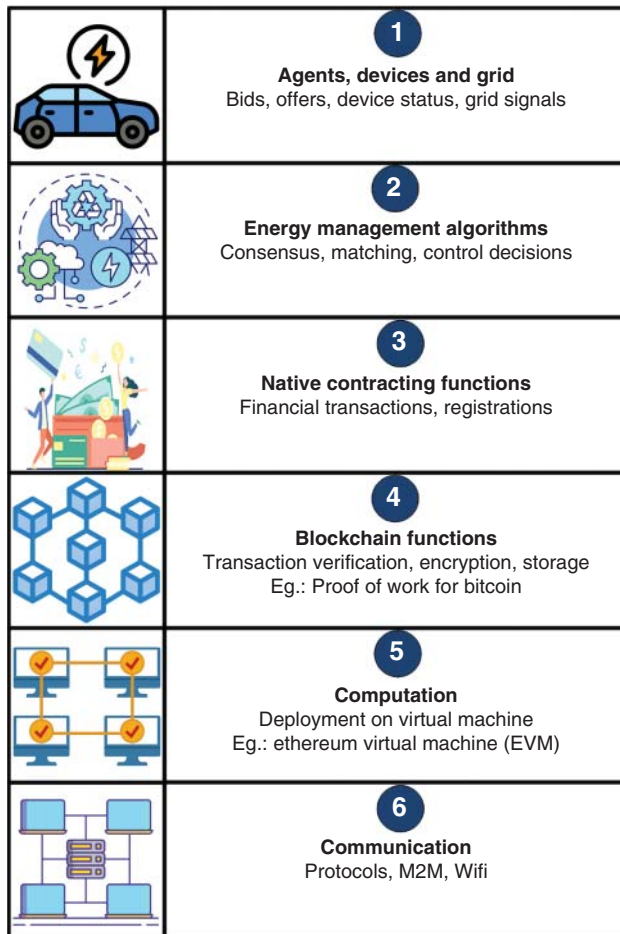 1
Agents, devices and grid
Bids, offers, device status, grid signals
2
Energy management algorithms
Consensus, matching, control decisions
3
Native contracting functions
Financial transactions, registrations
4
Blockchain functions
Transaction verification, encryption, storage
Eg.: Proof of work for bitcoin
5
Computation
Deployment on virtual machine
Eg.: ethereum virtual machine (EVM)
6
Communication
Protocols, M2M, Wifi